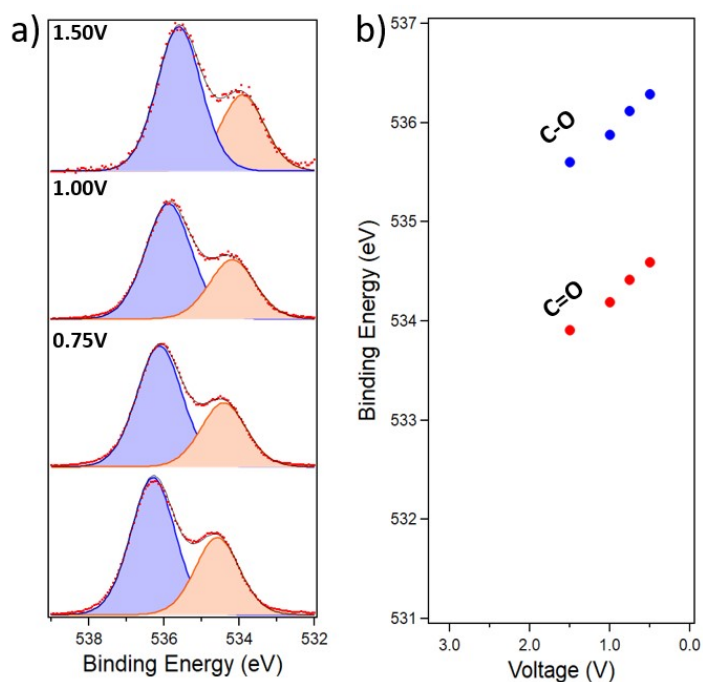 a)
1.50V
1.00V
0.75V
538 536 534 532
Binding Energy (eV)
b)
537
536
535
534
533
532
531
Binding Energy (eV)
C-O
C=O
3.0 2.0 1.0 0.0
Voltage (V)